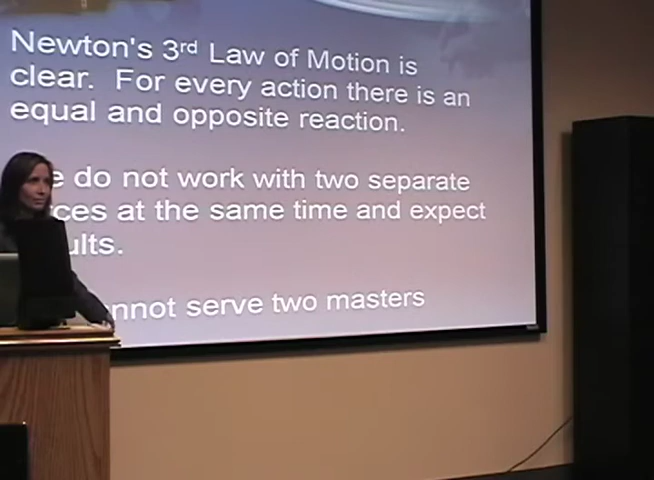 Newton's 3rd Law of Motion is
clear. For every action there is an
equal and opposite reaction.
do not work with two separate
at the same time and expect
two masters
serve